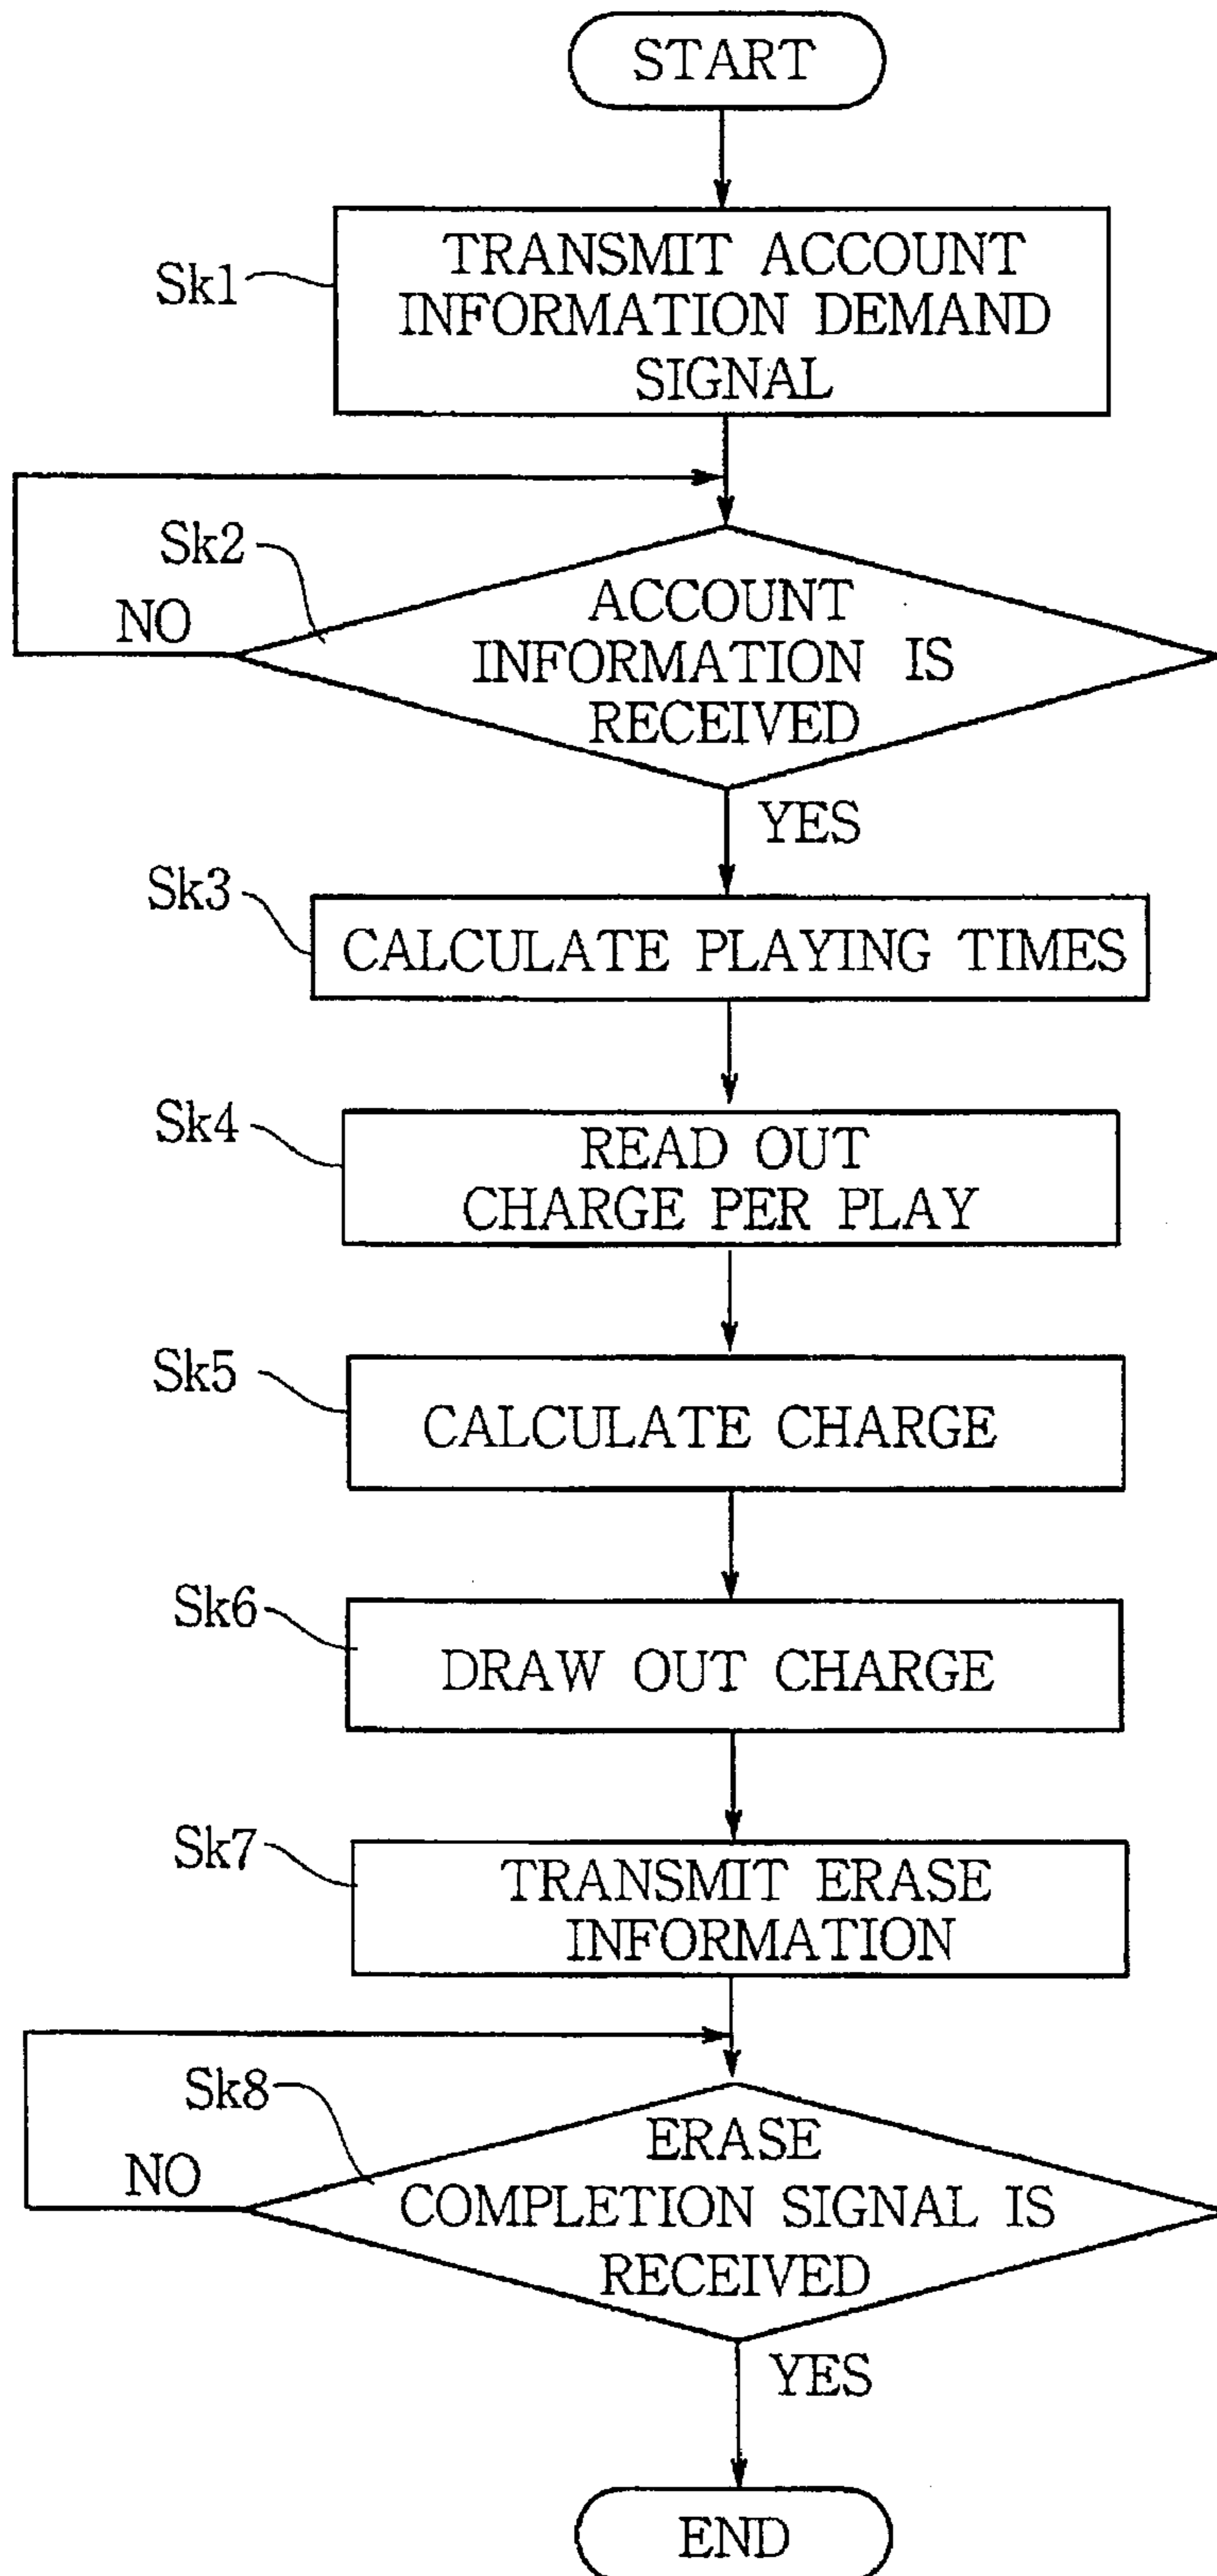 START
Sk1
TRANSMIT ACCOUNT
INFORMATION DEMAND
SIGNAL
Sk2
NO
ACCOUNT
INFORMATION IS
RECEIVED
YES
Sk3
CALCULATE PLAYING TIMES
Sk4
READ OUT
CHARGE PER PLAY
Sk5
CALCULATE CHARGE
Sk6
DRAW OUT CHARGE
Sk7
TRANSMIT ERASE
INFORMATION
Sk8
NO
ERASE
COMPLETION SIGNAL IS
RECEIVED
YES
END